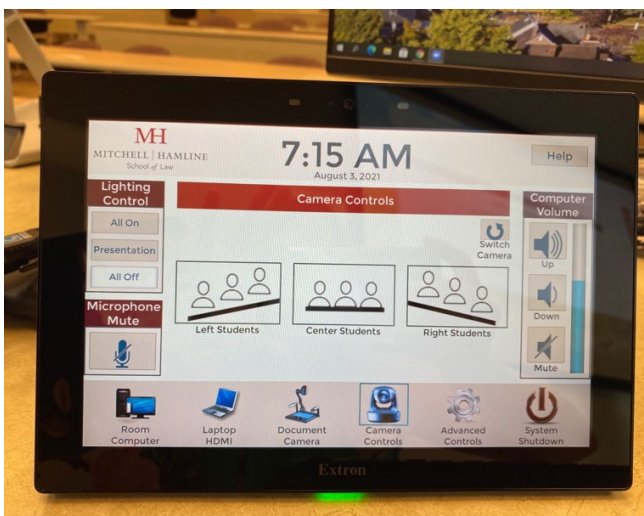 MH
MITCHELL | HAMLINE
School of Law
7:15 AM
August 3, 2021
Help
Lighting
Control
All On
Presentation
All Off
Microphone
Mute
Camera Controls
Switch
Camera
Left Students
Center Students
Right Students
Computer
Volume
Up
Down
Mute
Room
Computer
Laptop
HDMI
Document
Camera
Camera
Controls
Advanced
Controls
System
Shutdown
Extron